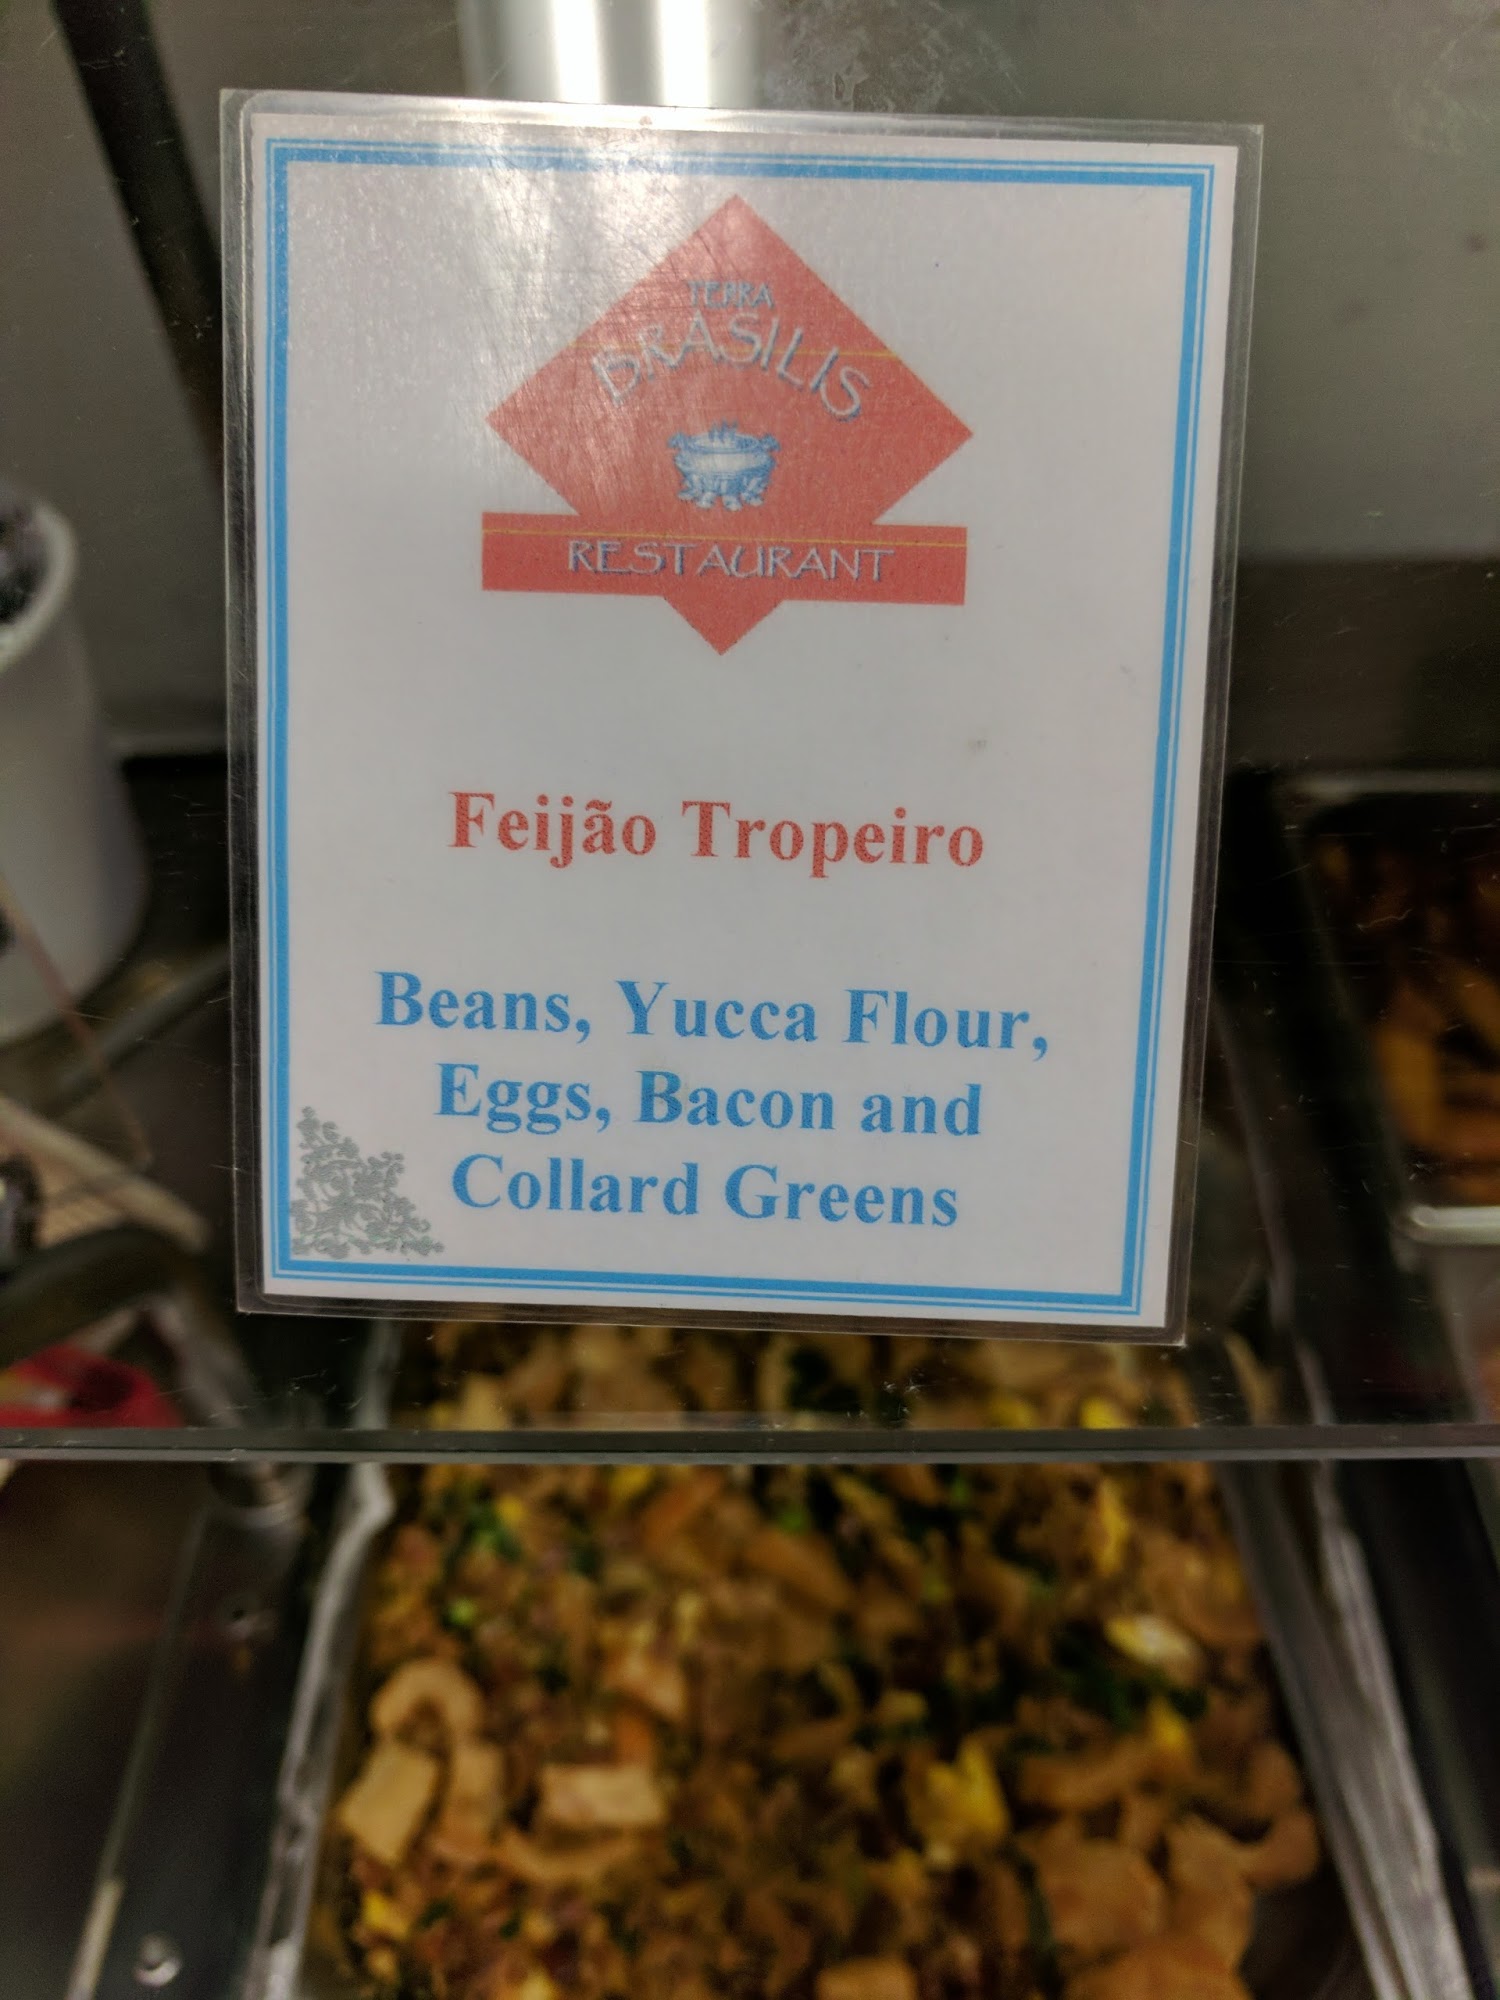 TERRA
BRASILIS
RESTAURANT
Feijão Tropeiro
Beans, Yucca Flour,
Eggs, Bacon and
Collard Greens